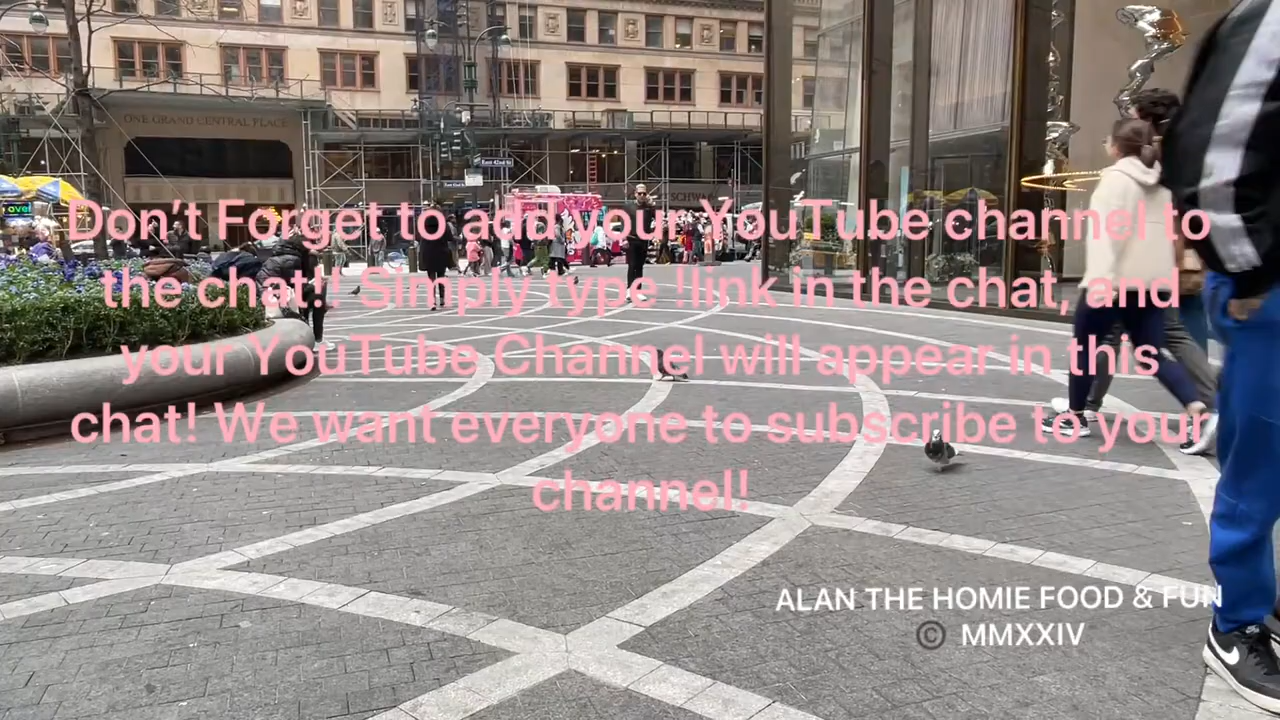 ONE GRAND CENTRAL PLACE
East 42nd St
SCHWA
Don't Forget to add your YouTube channel to
the chat!! Simply type !link in the chat, and
your YouTube Channel will appear in this
chat! We want everyone to subscribe to your
channel!
ALAN THE HOMIE FOOD & FUN
© MMXXIV